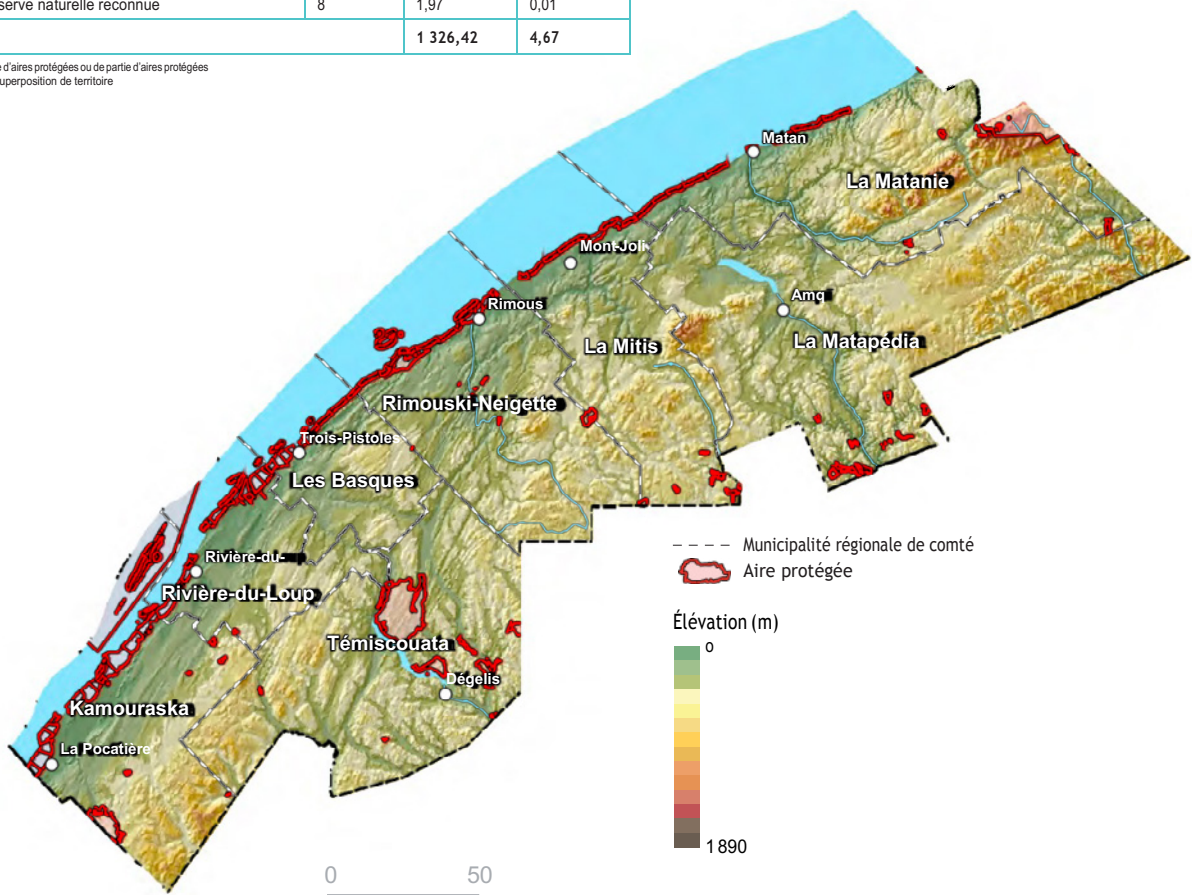 serve naturelle reconnue 8 1,97 0,01
1 326,42 4,67
e d'aires protégées ou de partie d'aires protégées
uperposition de territoire
Matan
La Matanie
Mont-Joli
Rimous
Amq
La Mitis
La Matapédia
Rimouski-Neigette
Trois-Pistoles
Les Basques
Rivière-du-
Rivière-du-Loup
Témiscouata
Dégelis
Kamouraska
La Pocatière
Municipalité régionale de comté
Aire protégée
Élévation (m)
0
1 890
0 50